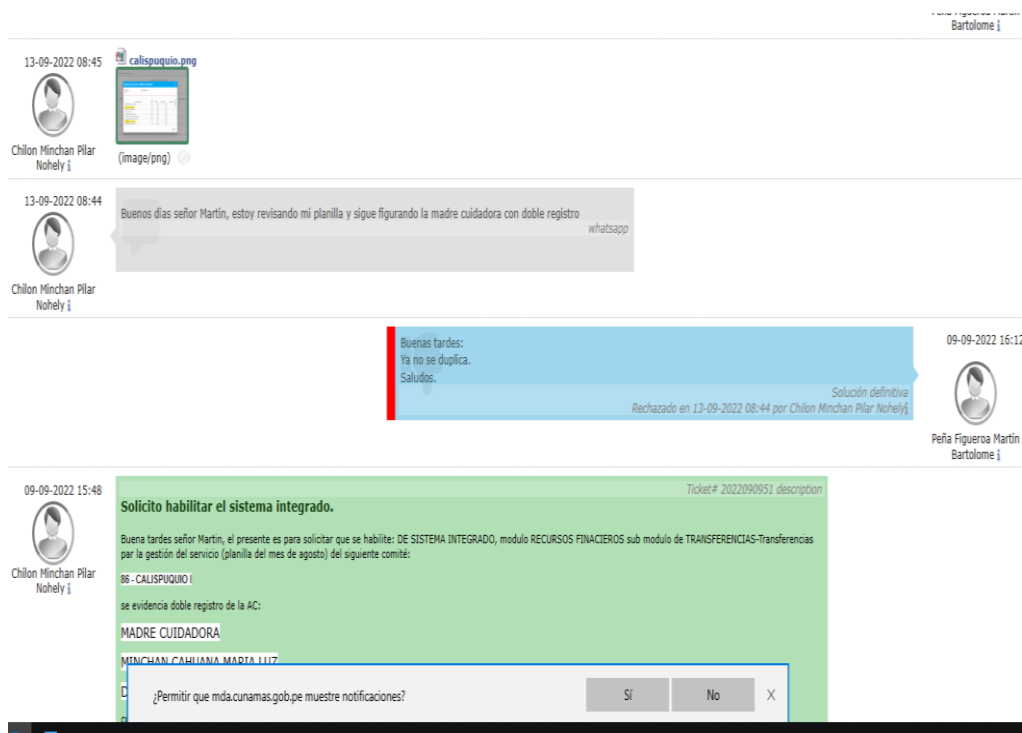 Bartolome i
13-09-2022 08:45
calispuquio.png
Chilon Minchan Pilar
Nohely i
(image/png)
13-09-2022 08:44
Buenos dias señor Martin, estoy revisando mi planilla y sigue figurando la madre cuidadora con doble registro
whatsapp
Chilon Minchan Pilar
Nohely i
Buenas tardes:
Ya no se duplica.
Saludos.
Solución definitiva
Rechazado en 13-09-2022 08:44 por Chilon Minchan Pilar Nohely i
09-09-2022 16:12
Peña Figueroa Martin
Bartolome i
09-09-2022 15:48
Chilon Minchan Pilar
Nohely i
Ticket# 2022090951 description
Solicito habilitar el sistema integrado.
Buena tardes señor Martin, el presente es para solicitar que se habilite: DE SISTEMA INTEGRADO, modulo RECURSOS FINACIEROS sub modulo de TRANSFERENCIAS-Transferencias
par la gestión del servicio (planilla del mes de agosto) del siguiente comité:
86 - CALISPUQUIO I
se evidencia doble registro de la AC:
MADRE CUIDADORA
MINCHAN CAHUANA MARIA LUZ
D
¿Permitir que mda.cunamas.gob.pe muestre notificaciones?
Sí
No
X